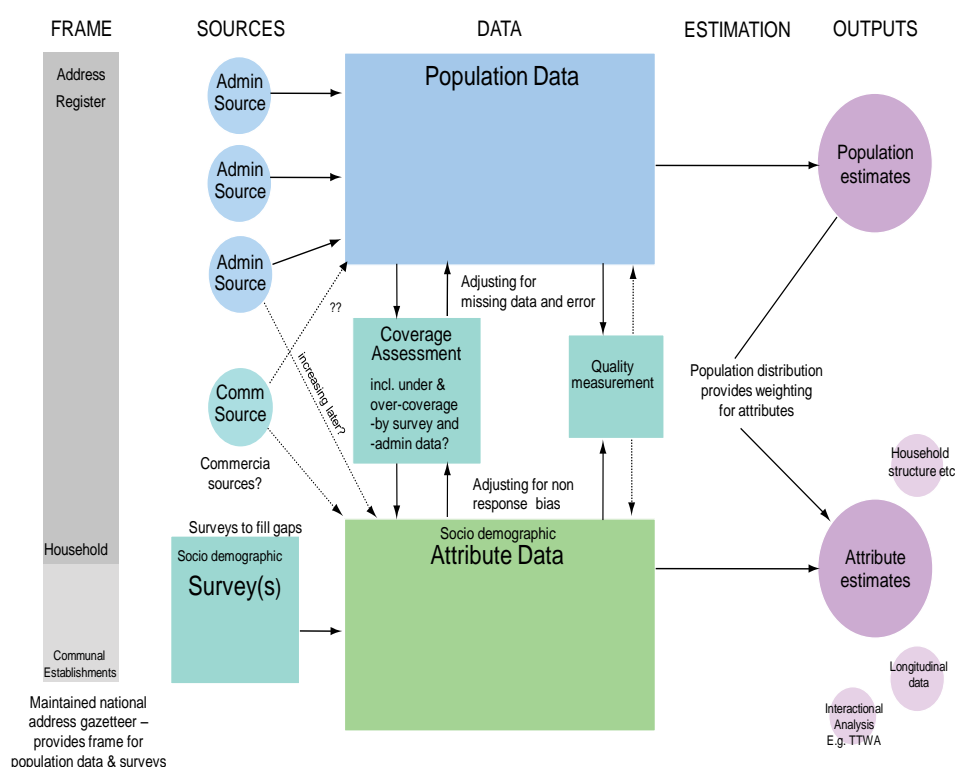 FRAME
SOURCES
DATA
ESTIMATION
OUTPUTS
Address
Register
Household
Communal
Establishments
Maintained national
address gazetteer –
provides frame for
population data & surveys
Admin
Source
Admin
Source
Admin
Source
Comm
Source
Commercia
sources?
??
increasing later?
Surveys to fill gaps
Socio demographic
Survey(s)
Population Data
Adjusting for
missing data and error
Coverage
Assessment
incl. under &
over-coverage
-by survey and
-admin data?
Quality
measurement
Adjusting for non
response bias
Socio demographic
Attribute Data
Population distribution
provides weighting
for attributes
Population
estimates
Household
structure etc
Attribute
estimates
Longitudinal
data
Interactional
Analysis
E.g. TTWA